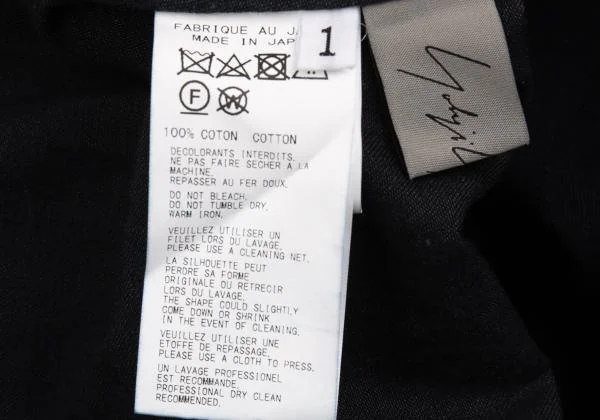 FABRIQUE AU J
MADE IN JAP
1
F
W
100% COTON COTTON
DECOLORANTS INTERDITS.
NE PAS FAIRE SECHER A LA
MACHINE.
REPASSER AU FER DOUX.
DO NOT BLEACH.
DO NOT TUMBLE DRY.
WARM IRON.
VEUILLEZ UTILISER UN
FILET LORS DU LAVAGE.
PLEASE USE A CLEANING NET.
LA SILHOUETTE PEUT
PERDRE SA FORME
ORIGINALE OU RETRECIR
LORS DU LAVAGE.
THE SHAPE COULD SLIGHTLY
COME DOWN OR SHRINK
IN THE EVENT OF CLEANING.
VEUILLEZ UTILISER UNE
ETOFFE DE REPASSAGE.
PLEASE USE A CLOTH TO PRESS.
UN LAVAGE PROFESSIONEL
EST RECOMMANDE.
PROFESSIONAL DRY CLEAN
RECOMMENDED.